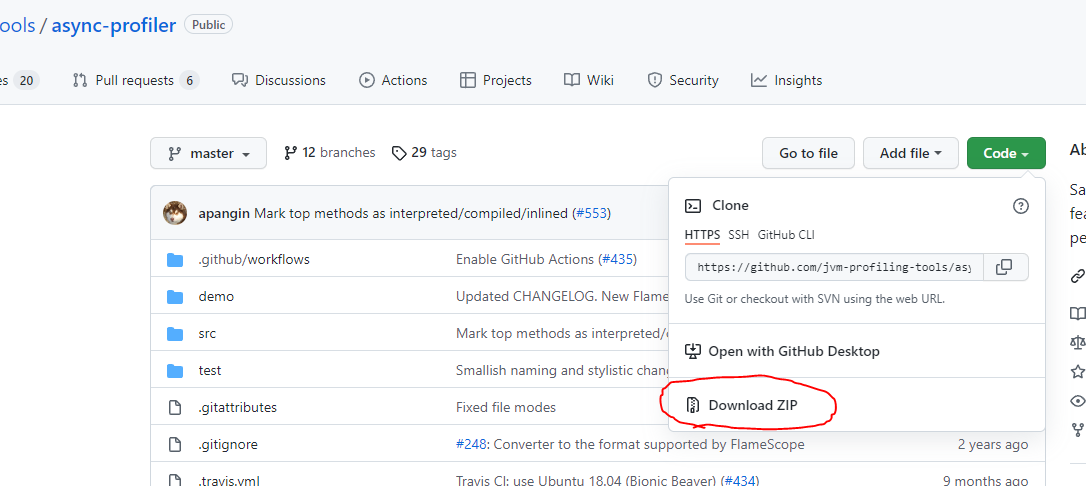 ools / async-profiler Public
es 20 Pull requests 6 Discussions Actions Projects Wiki Security Insights
master 12 branches 29 tags Go to file Add file Code
Ab
apangin Mark top methods as interpreted/compiled/inlined (#553)
Clone
Sa
HTTPS SSH GitHub CLI
fea
pe
.github/workflows Enable GitHub Actions (#435)
https://github.com/jvm-profiling-tools/asy
demo Updated CHANGELOG. New Flame
Use Git or checkout with SVN using the web URL.
src Mark top methods as interpreted/c
Open with GitHub Desktop
test Smallish naming and stylistic chan
.gitattributes Fixed file modes
Download ZIP
.gitignore #248: Converter to the format supported by FlameScope 2 years ago
.travis.yml Travis CI: use Ubuntu 18.04 (Bionic Beaver) (#434) 9 months ago